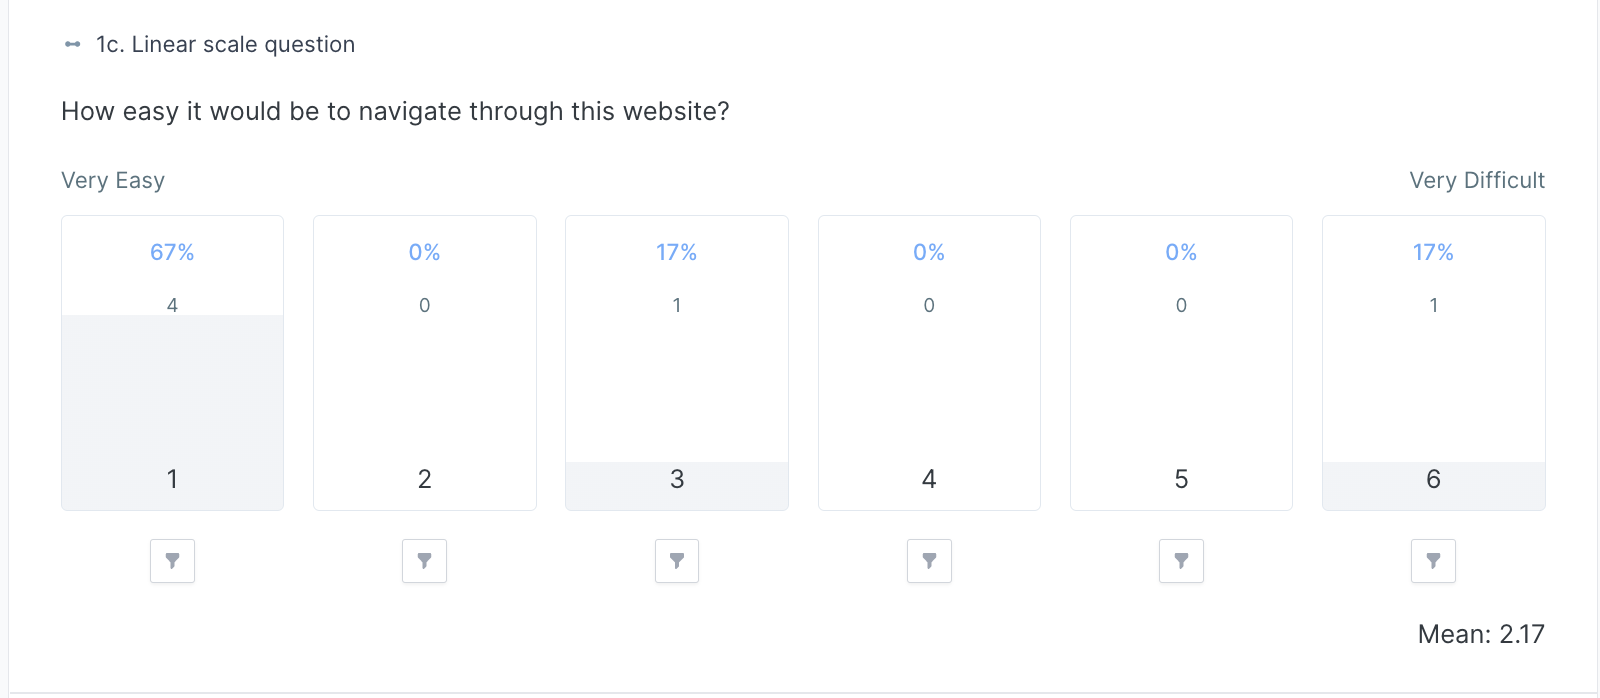 1c. Linear scale question
How easy it would be to navigate through this website?
Very Easy Very Difficult
67% 0% 17% 0% 0% 17%
4 0 1 0 0 1
1 2 3 4 5 6
Mean: 2.17